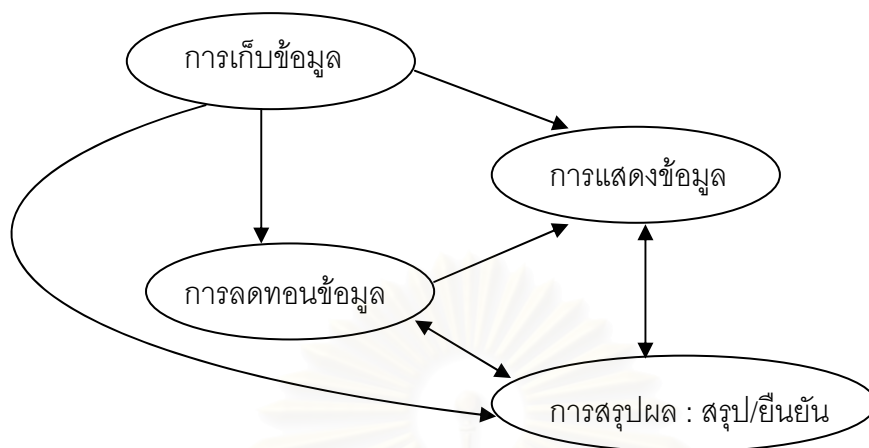 การเก็บข้อมูล
การแสดงข้อมูล
การลดทอนข้อมูล
การสรุปผล : สรุป/ยืนยัน